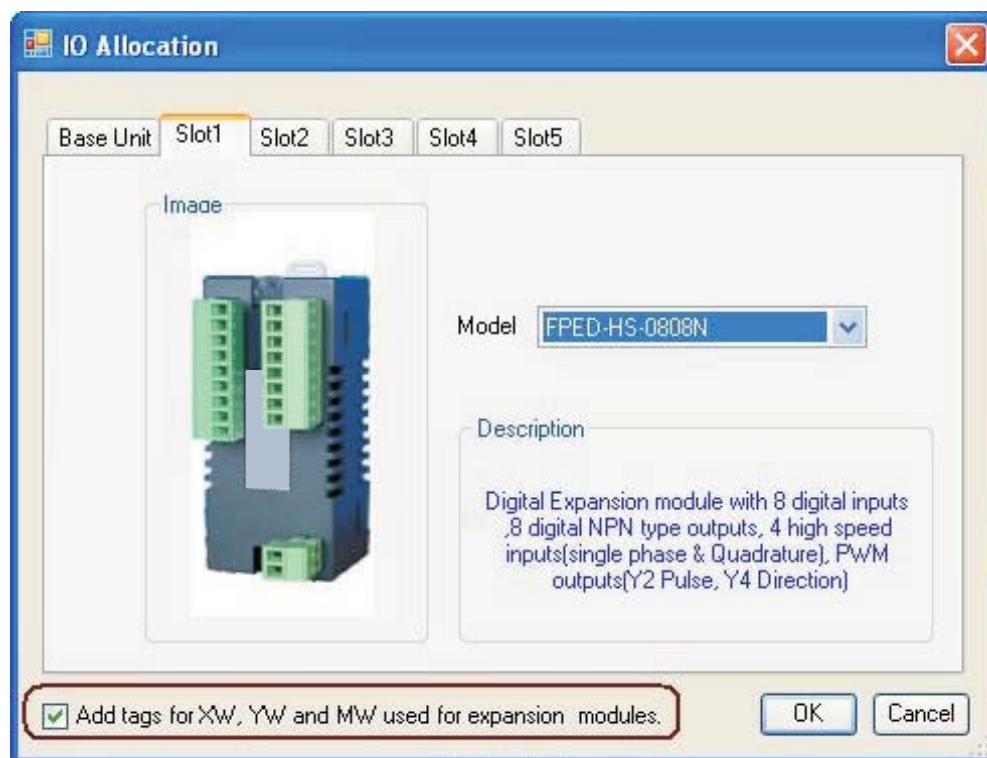 IO Allocation
Base Unit Slot1 Slot2 Slot3 Slot4 Slot5
Image
Model FPED-HS-0808N
Description
Digital Expansion module with 8 digital inputs
,8 digital NPN type outputs, 4 high speed
inputs(single phase & Quadrature), PWM
outputs(Y2 Pulse, Y4 Direction)
Add tags for XW, YW and MW used for expansion modules.
OK Cancel